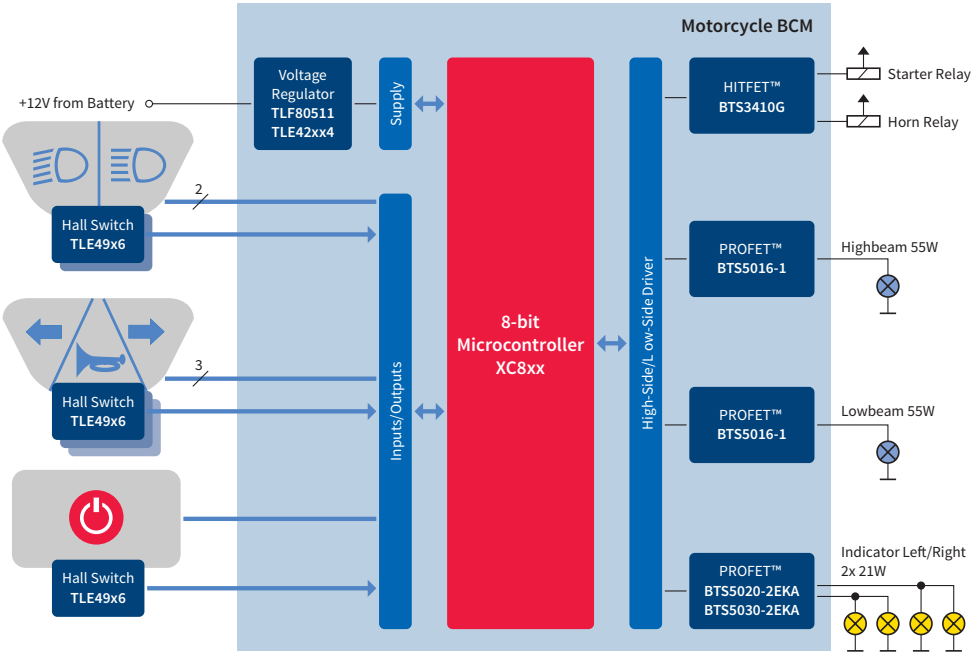 Motorcycle BCM
+12V from Battery
Voltage
Regulator
TLF80511
TLE42xx4
Supply
2
Hall Switch
TLE49x6
3
Hall Switch
TLE49x6
Hall Switch
TLE49x6
Inputs/Outputs
8-bit
Microcontroller
XC8xx
High-Side/L ow-Side Driver
HITFET™
BTS3410G
Starter Relay
Horn Relay
PROFET™
BTS5016-1
Highbeam 55W
PROFET™
BTS5016-1
Lowbeam 55W
PROFET™
BTS5020-2EKA
BTS5030-2EKA
Indicator Left/Right
2x 21W